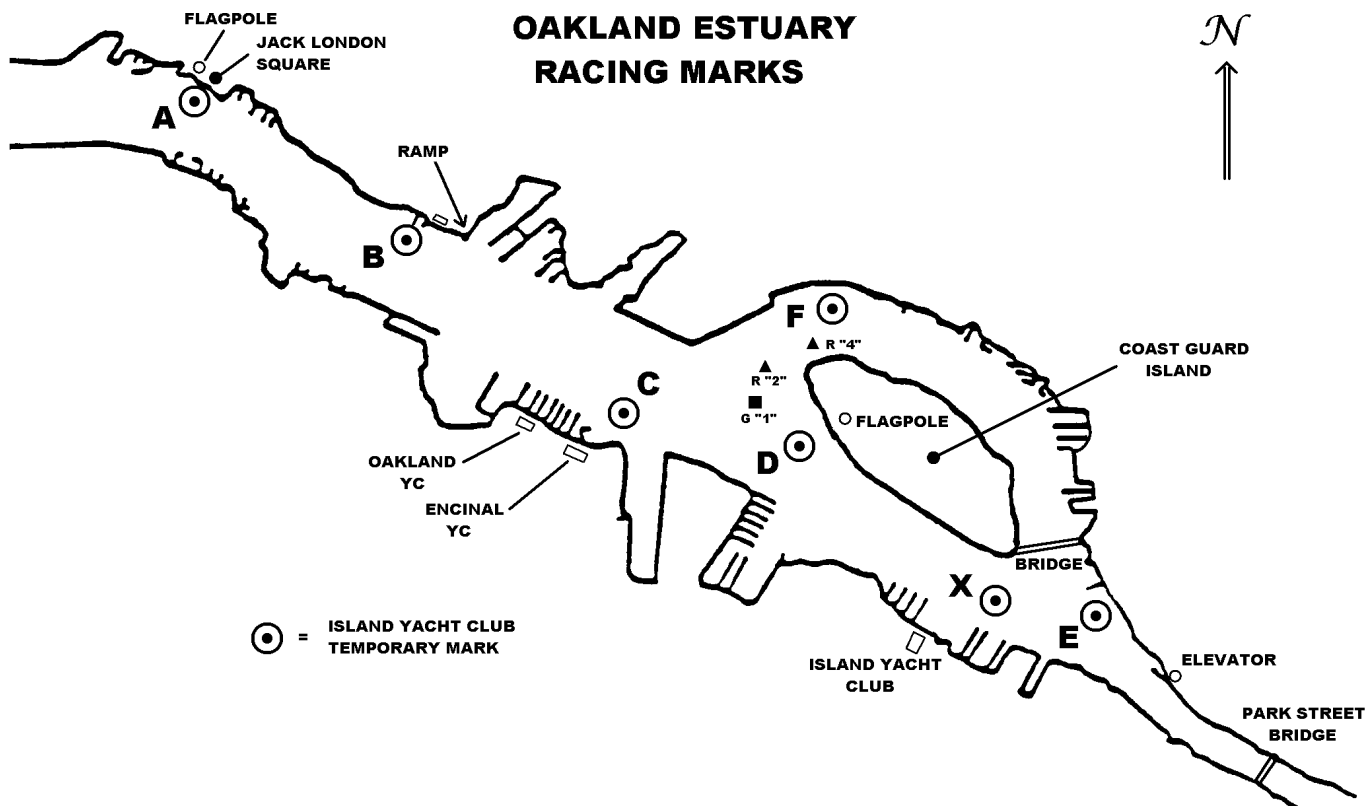 OAKLAND ESTUARY
RACING MARKS
N
FLAGPOLE
JACK LONDON
SQUARE
A
RAMP
B
F
R "4"
R "2"
G "1"
COAST GUARD
ISLAND
C
FLAGPOLE
D
OAKLAND
YC
ENCINAL
YC
BRIDGE
X
E
= ISLAND YACHT CLUB
TEMPORARY MARK
ISLAND YACHT
CLUB
ELEVATOR
PARK STREET
BRIDGE